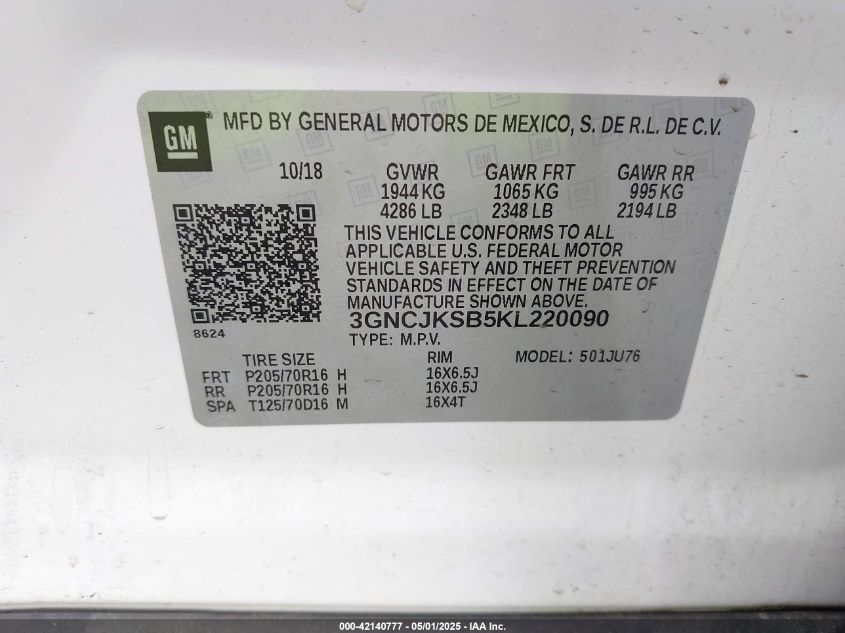 GM ® MFD BY GENERAL MOTORS DE MEXICO, S. DE R.L. DE C.V.
10/18 GVWR GAWR FRT GAWR RR
1944 KG 1065 KG 995 KG
4286 LB 2348 LB 2194 LB
THIS VEHICLE CONFORMS TO ALL
APPLICABLE U.S. FEDERAL MOTOR
VEHICLE SAFETY AND THEFT PREVENTION
STANDARDS IN EFFECT ON THE DATE OF
MANUFACTURE SHOWN ABOVE.
3GNCJKSB5KL220090
8624
TYPE: M.P.V.
TIRE SIZE RIM MODEL: 501JU76
FRT P205/70R16 H 16X6.5J
RR P205/70R16 H 16X6.5J
SPA T125/70D16 M 16X4T
000-42140777 - 05/01/2025 - IAA Inc.